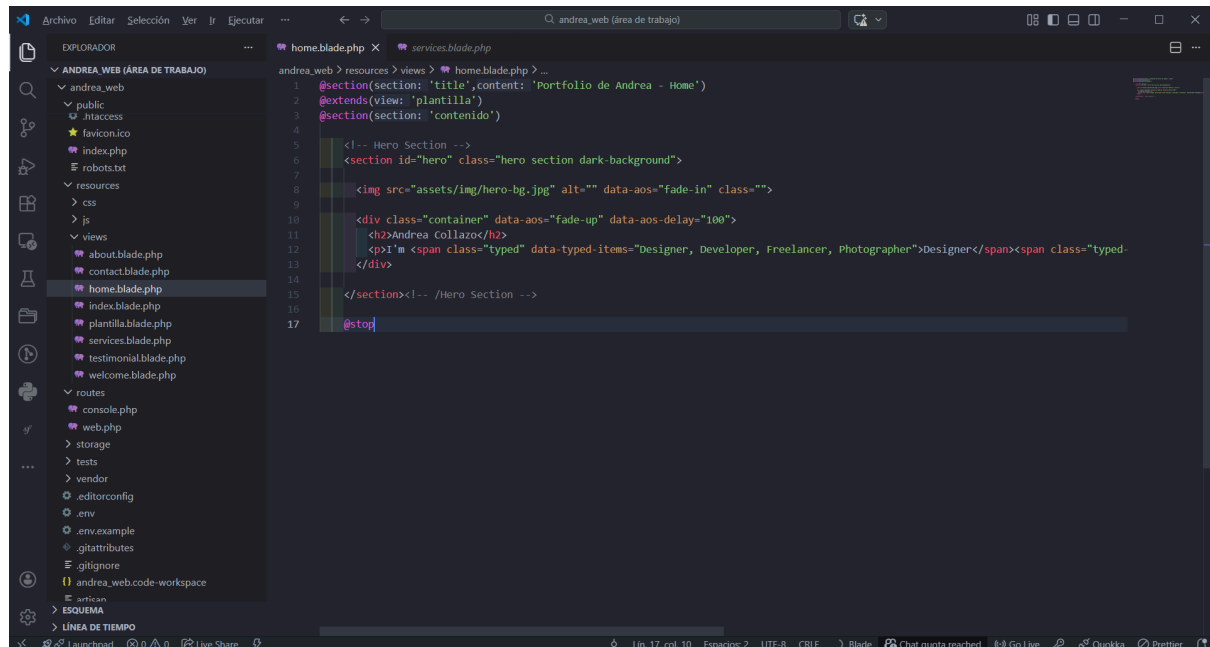 Archivo Editar Selección Ver Ir Ejecutar ··· andrea_web (área de trabajo)
EXPLORADOR ···
ANDREA_WEB (ÁREA DE TRABAJO)
andrea_web
public
.htaccess
favicon.ico
index.php
robots.txt
resources
css
js
views
about.blade.php
contact.blade.php
home.blade.php
index.blade.php
plantilla.blade.php
services.blade.php
testimonial.blade.php
welcome.blade.php
routes
console.php
web.php
storage
tests
vendor
.editorconfig
.env
.env.example
.gitattributes
.gitignore
andrea_web.code-workspace
artisan
ESQUEMA
LÍNEA DE TIEMPO
home.blade.php services.blade.php
andrea_web > resources > views > home.blade.php > ...
1 @section(section: 'title',content: 'Portfolio de Andrea - Home')
2 @extends(view: 'plantilla')
3 @section(section: 'contenido')
4
5 <!-- Hero Section -->
6 <section id="hero" class="hero section dark-background">
7
8 <img src="assets/img/hero-bg.jpg" alt="" data-aos="fade-in" class="">
9
10 <div class="container" data-aos="fade-up" data-aos-delay="100">
11 <h2>Andrea Collazo</h2>
12 <p>I'm <span class="typed" data-typed-items="Designer, Developer, Freelancer, Photographer">Designer</span><span class="typed-
13 </div>
14
15 </section><!-- /Hero Section -->
16
17 @stop
Launchpad 0 0 Live Share Lín. 17, col. 10 Espacios: 2 UTF-8 CRLF Blade Chat quota reached Go Live Quokka Prettier